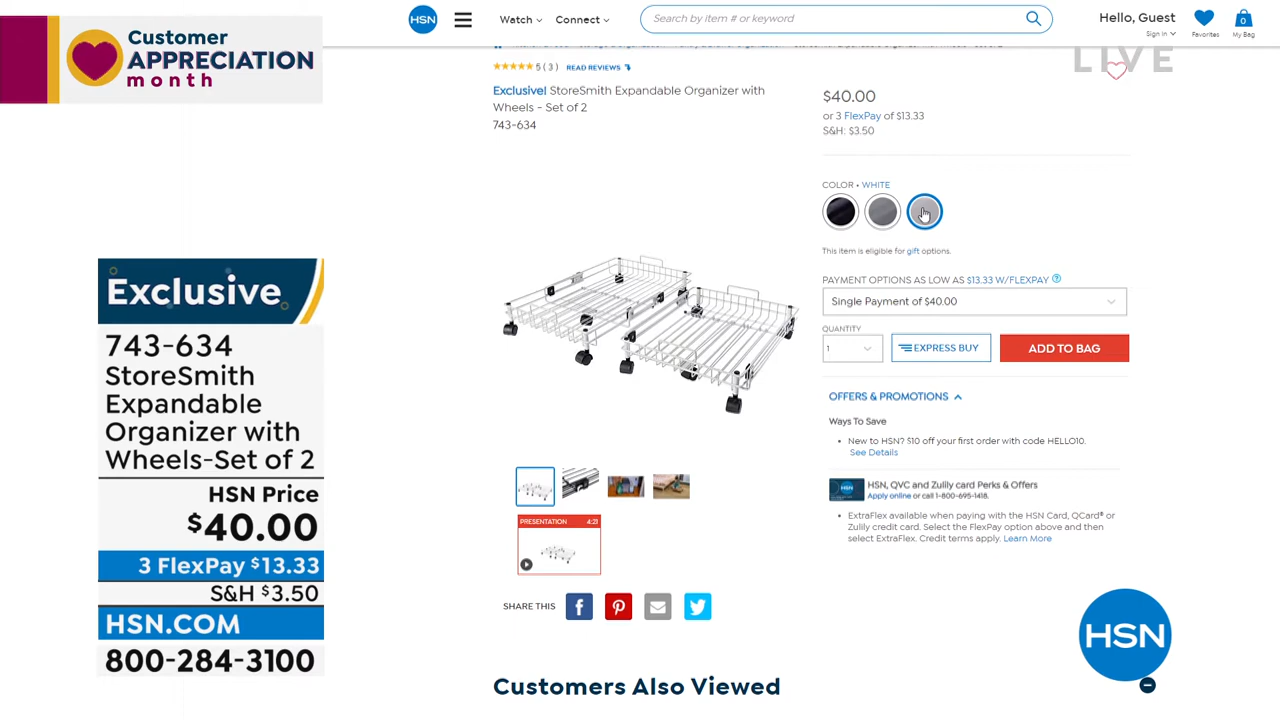 Customer
APPRECIATION
month
HSN
Watch
Connect
Search by item # or keyword
Hello, Guest
Sign In
Favorites
0
My Bag
LIVE
5 ( 3 ) READ REVIEWS
Exclusive! StoreSmith Expandable Organizer with
Wheels - Set of 2
743-634
$40.00
or 3 FlexPay of $13.33
S&H: $3.50
COLOR • WHITE
This item is eligible for gift options.
PAYMENT OPTIONS AS LOW AS $13.33 W/FLEXPAY ?
Single Payment of $40.00
QUANTITY
1
EXPRESS BUY
ADD TO BAG
OFFERS & PROMOTIONS
Ways To Save
• New to HSN? $10 off your first order with code HELLO10.
See Details
HSN, QVC and Zulily card Perks & Offers
Apply online or call 1-800-695-1418.
• ExtraFlex available when paying with the HSN Card, QCard® or
Zulily credit card. Select the FlexPay option above and then
select ExtraFlex. Credit terms apply. Learn More
PRESENTATION 4:23
SHARE THIS
Customers Also Viewed
Exclusive
743-634
StoreSmith
Expandable
Organizer with
Wheels-Set of 2
HSN Price
$40.00
3 FlexPay $13.33
S&H $3.50
HSN.COM
800-284-3100
HSN